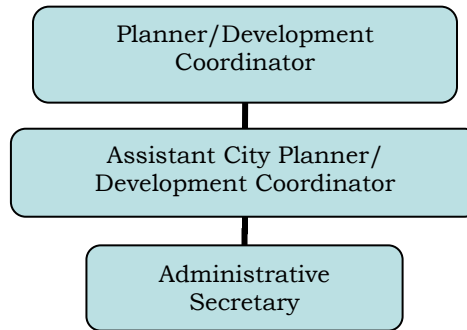 Planner/Development
Coordinator
Assistant City Planner/
Development Coordinator
Administrative
Secretary